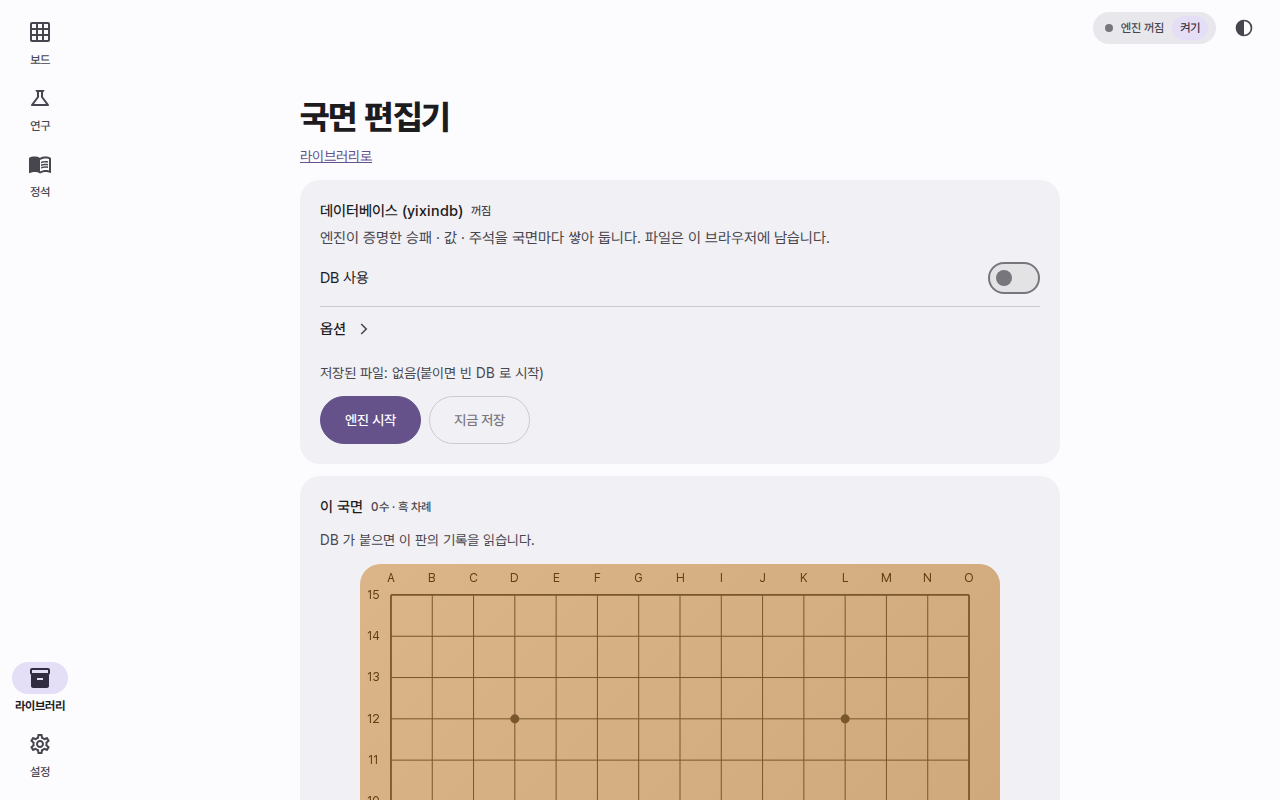 보드
연구
정석
라이브러리
설정
엔진 꺼짐 켜기
국면 편집기
라이브러리로
데이터베이스 (yixindb) 꺼짐
엔진이 증명한 승패 · 값 · 주석을 국면마다 쌓아 둡니다. 파일은 이 브라우저에 남습니다.
DB 사용
옵션
저장된 파일: 없음(붙이면 빈 DB 로 시작)
엔진 시작 지금 저장
이 국면 0수 · 흑 차례
DB 가 붙으면 이 판의 기록을 읽습니다.
A B C D E F G H I J K L M N O
15
14
13
12
11
10